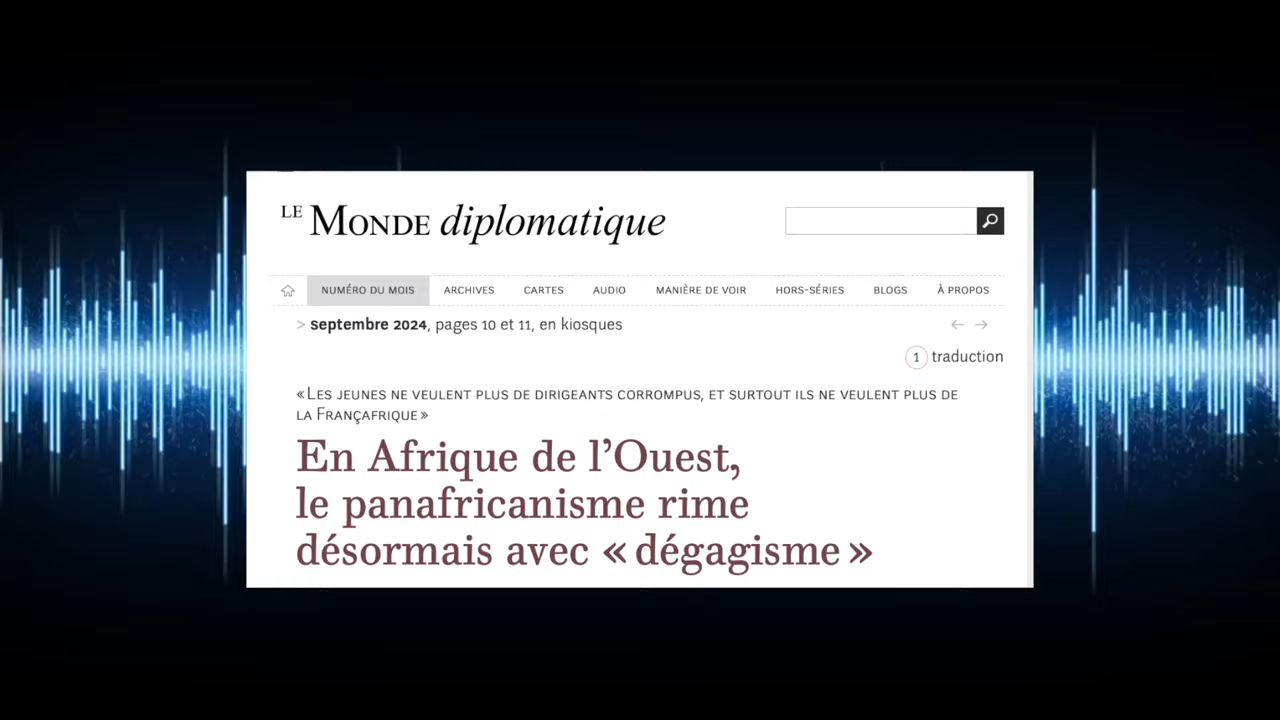 LE MONDE diplomatique
NUMÉRO DU MOIS ARCHIVES CARTES AUDIO MANIÈRE DE VOIR HORS-SÉRIES BLOGS À PROPOS
> septembre 2024, pages 10 et 11, en kiosques
1 traduction
« Les jeunes ne veulent plus de dirigeants corrompus, et surtout ils ne veulent plus de
la Françafrique »
En Afrique de l’Ouest,
le panafricanisme rime
désormais avec « dégagisme »